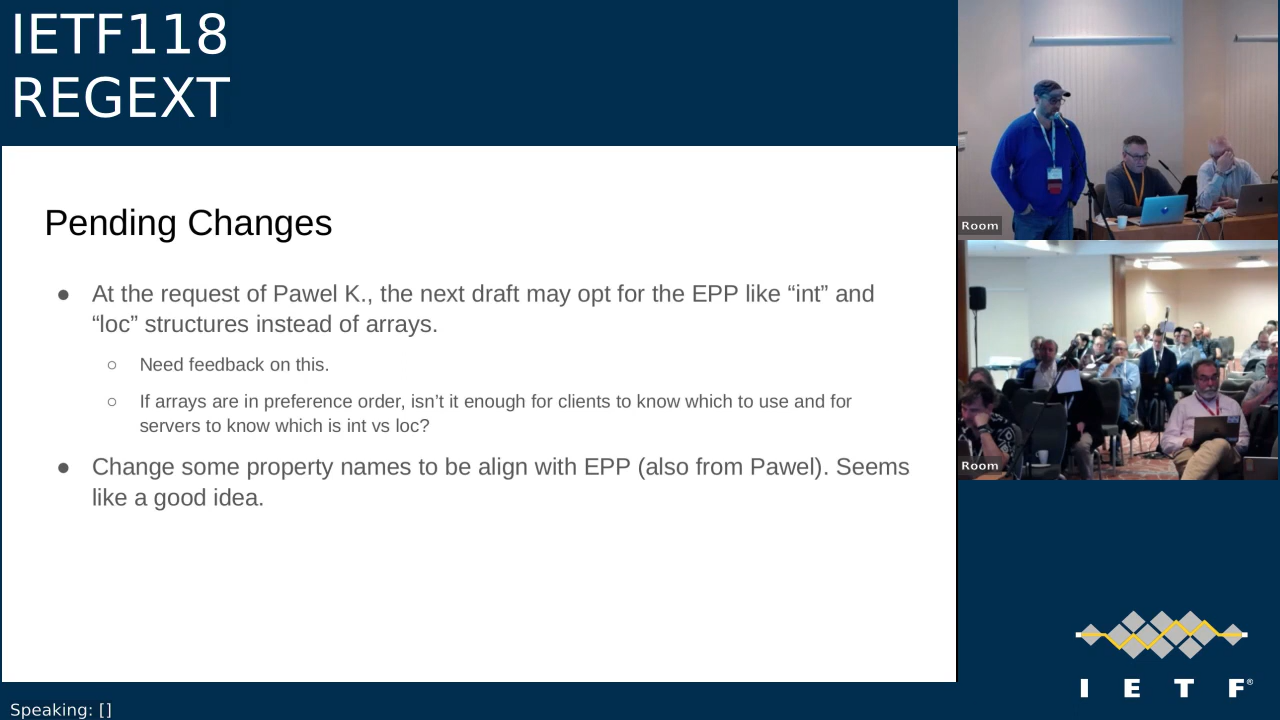 IETF118
REGEXT
Pending Changes
● At the request of Pawel K., the next draft may opt for the EPP like “int” and
“loc” structures instead of arrays.
○ Need feedback on this.
○ If arrays are in preference order, isn’t it enough for clients to know which to use and for
servers to know which is int vs loc?
● Change some property names to be align with EPP (also from Pawel). Seems
like a good idea.
Room
Room
I E T F®
Speaking: []